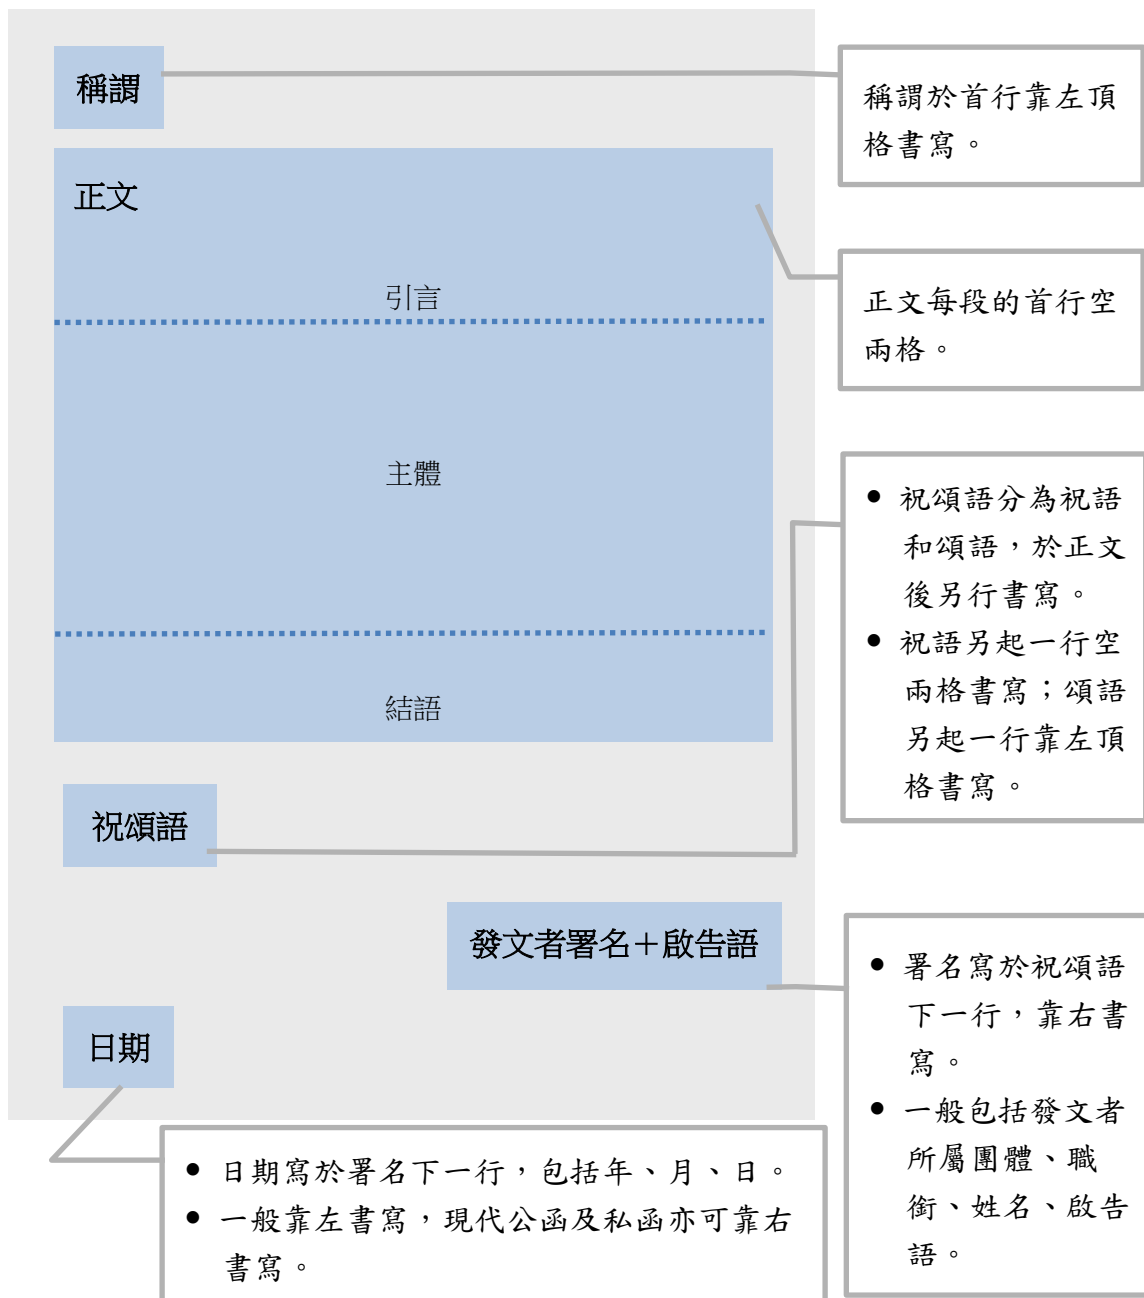 稱謂
稱謂於首行靠左頂
格書寫。
正文
正文每段的首行空
兩格。
引言
主體
結語
● 祝頌語分為祝語
和頌語，於正文
後另行書寫。
● 祝語另起一行空
兩格書寫；頌語
另起一行靠左頂
格書寫。
祝頌語
發文者署名＋啟告語
● 署名寫於祝頌語
下一行，靠右書
寫。
● 一般包括發文者
所屬團體、職
銜、姓名、啟告
語。
日期
● 日期寫於署名下一行，包括年、月、日。
● 一般靠左書寫，現代公函及私函亦可靠右
書寫。